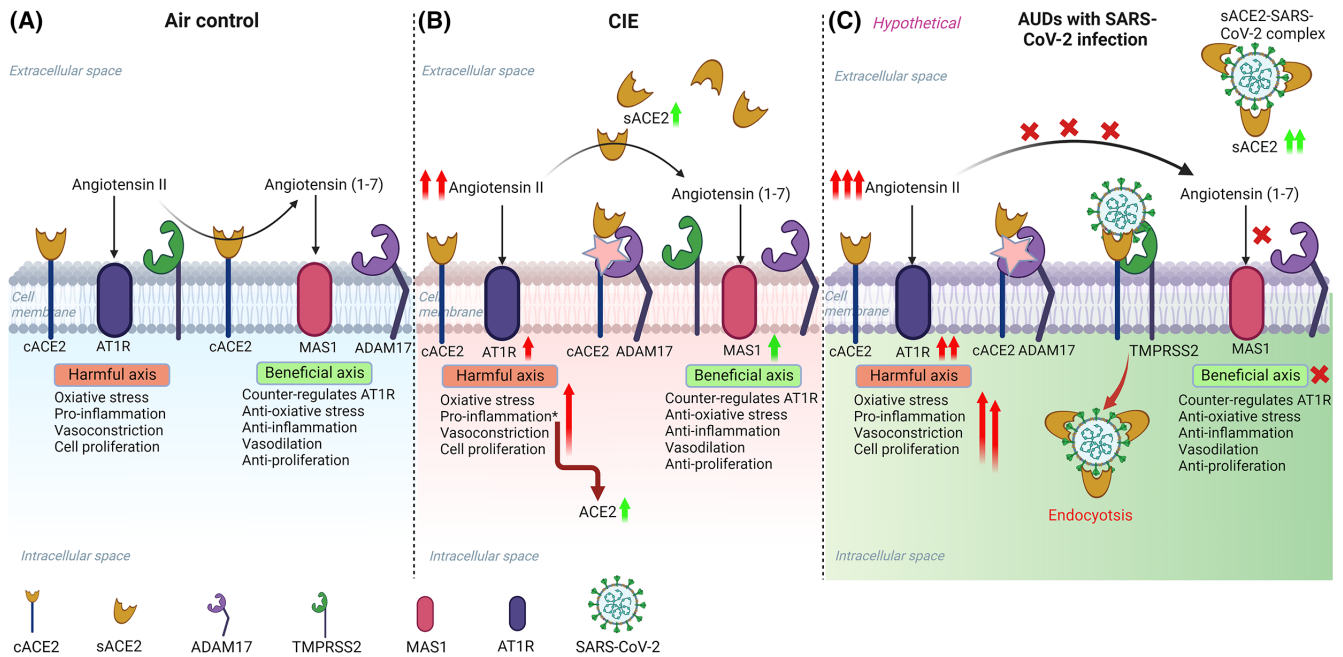 (A)
Air control
Extracellular space
Angiotensin II
Angiotensin (1-7)
Cell
membrane
cACE2
AT1R
cACE2
MAS1
ADAM17
Harmful axis
Oxiative stress
Pro-inflammation
Vasoconstriction
Cell proliferation
Beneficial axis
Counter-regulates AT1R
Anti-oxiative stress
Anti-inflammation
Vasodilation
Anti-proliferation
Intracellular space
(B)
CIE
Extracellular space
sACE2
Angiotensin II
Angiotensin (1-7)
Cell
membrane
cACE2
AT1R
cACE2
ADAM17
MAS1
Harmful axis
Oxiative stress
Pro-inflammation*
Vasoconstriction
Cell proliferation
ACE2
Beneficial axis
Counter-regulates AT1R
Anti-oxiative stress
Anti-inflammation
Vasodilation
Anti-proliferation
Intracellular space
(C)
Hypothetical
AUDs with SARS-
CoV-2 infection
sACE2-SARS-
CoV-2 complex
Extracellular space
sACE2
Angiotensin II
Angiotensin (1-7)
Cell
membrane
cACE2
AT1R
cACE2
ADAM17
TMPRSS2
MAS1
Harmful axis
Oxiative stress
Pro-inflammation
Vasoconstriction
Cell proliferation
Endocyotsis
Beneficial axis
Counter-regulates AT1R
Anti-oxiative stress
Anti-inflammation
Vasodilation
Anti-proliferation
Intracellular space
cACE2
sACE2
ADAM17
TMPRSS2
MAS1
AT1R
SARS-CoV-2